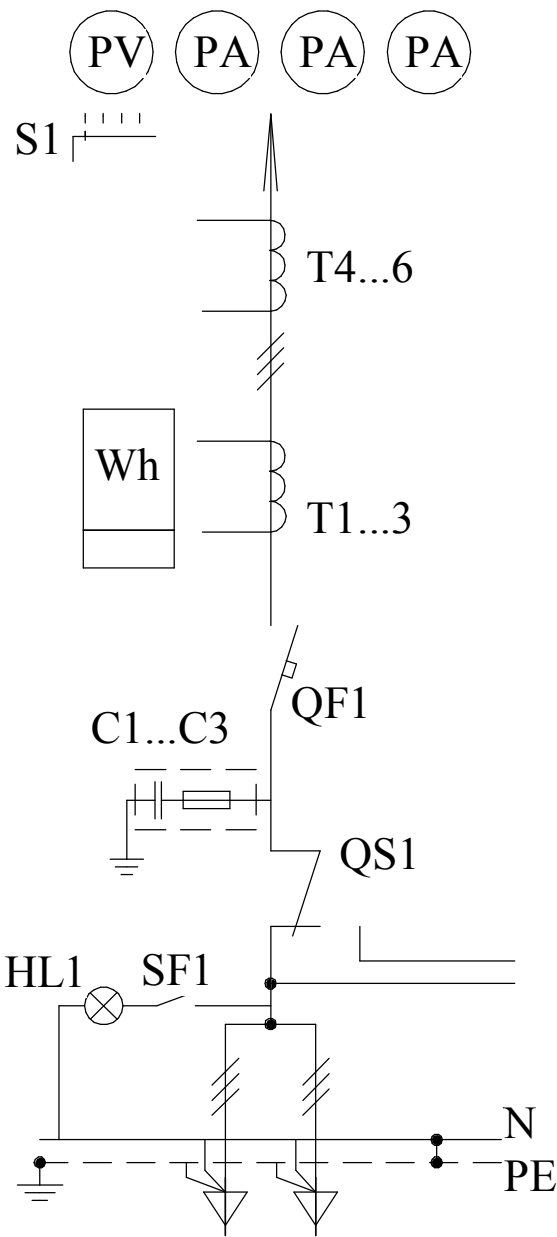 PV PA PA PA
S1
T4...6
Wh
T1...3
QF1
C1...C3
QS1
HL1 SF1
N
PE